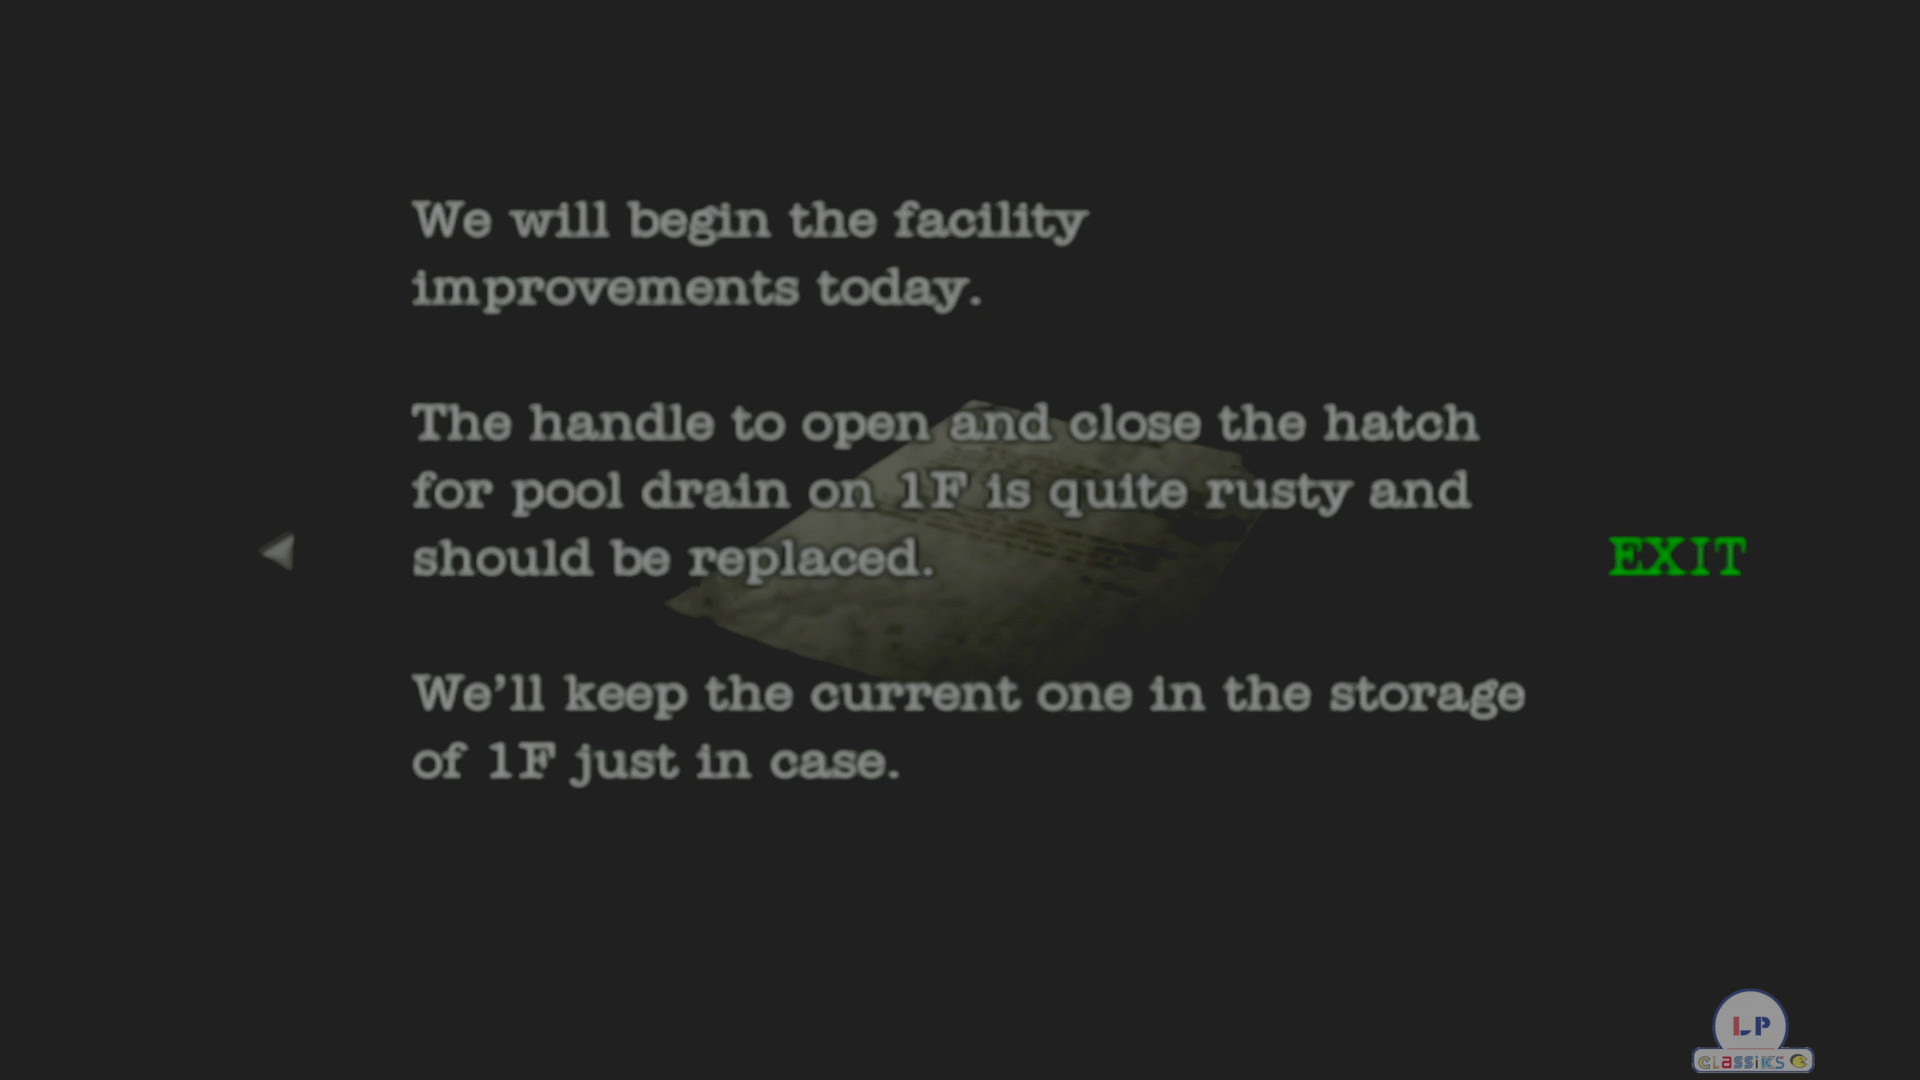 We will begin the facility
improvements today.
The handle to open and close the hatch
for pool drain on 1F is quite rusty and
should be replaced.
EXIT
We'll keep the current one in the storage
of 1F just in case.
LP
CLASSIKS